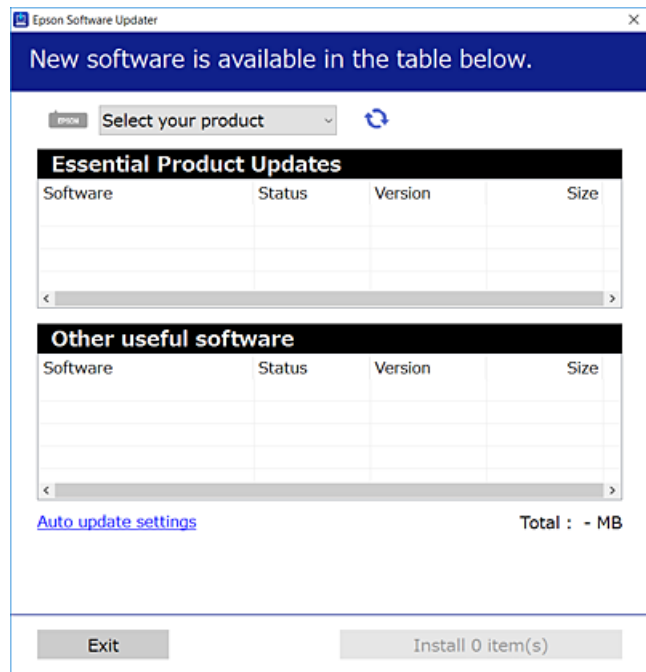 Epson Software Updater
New software is available in the table below.
EPSON Select your product
Essential Product Updates
Software Status Version Size
Other useful software
Software Status Version Size
Auto update settings Total : - MB
Exit Install 0 item(s)